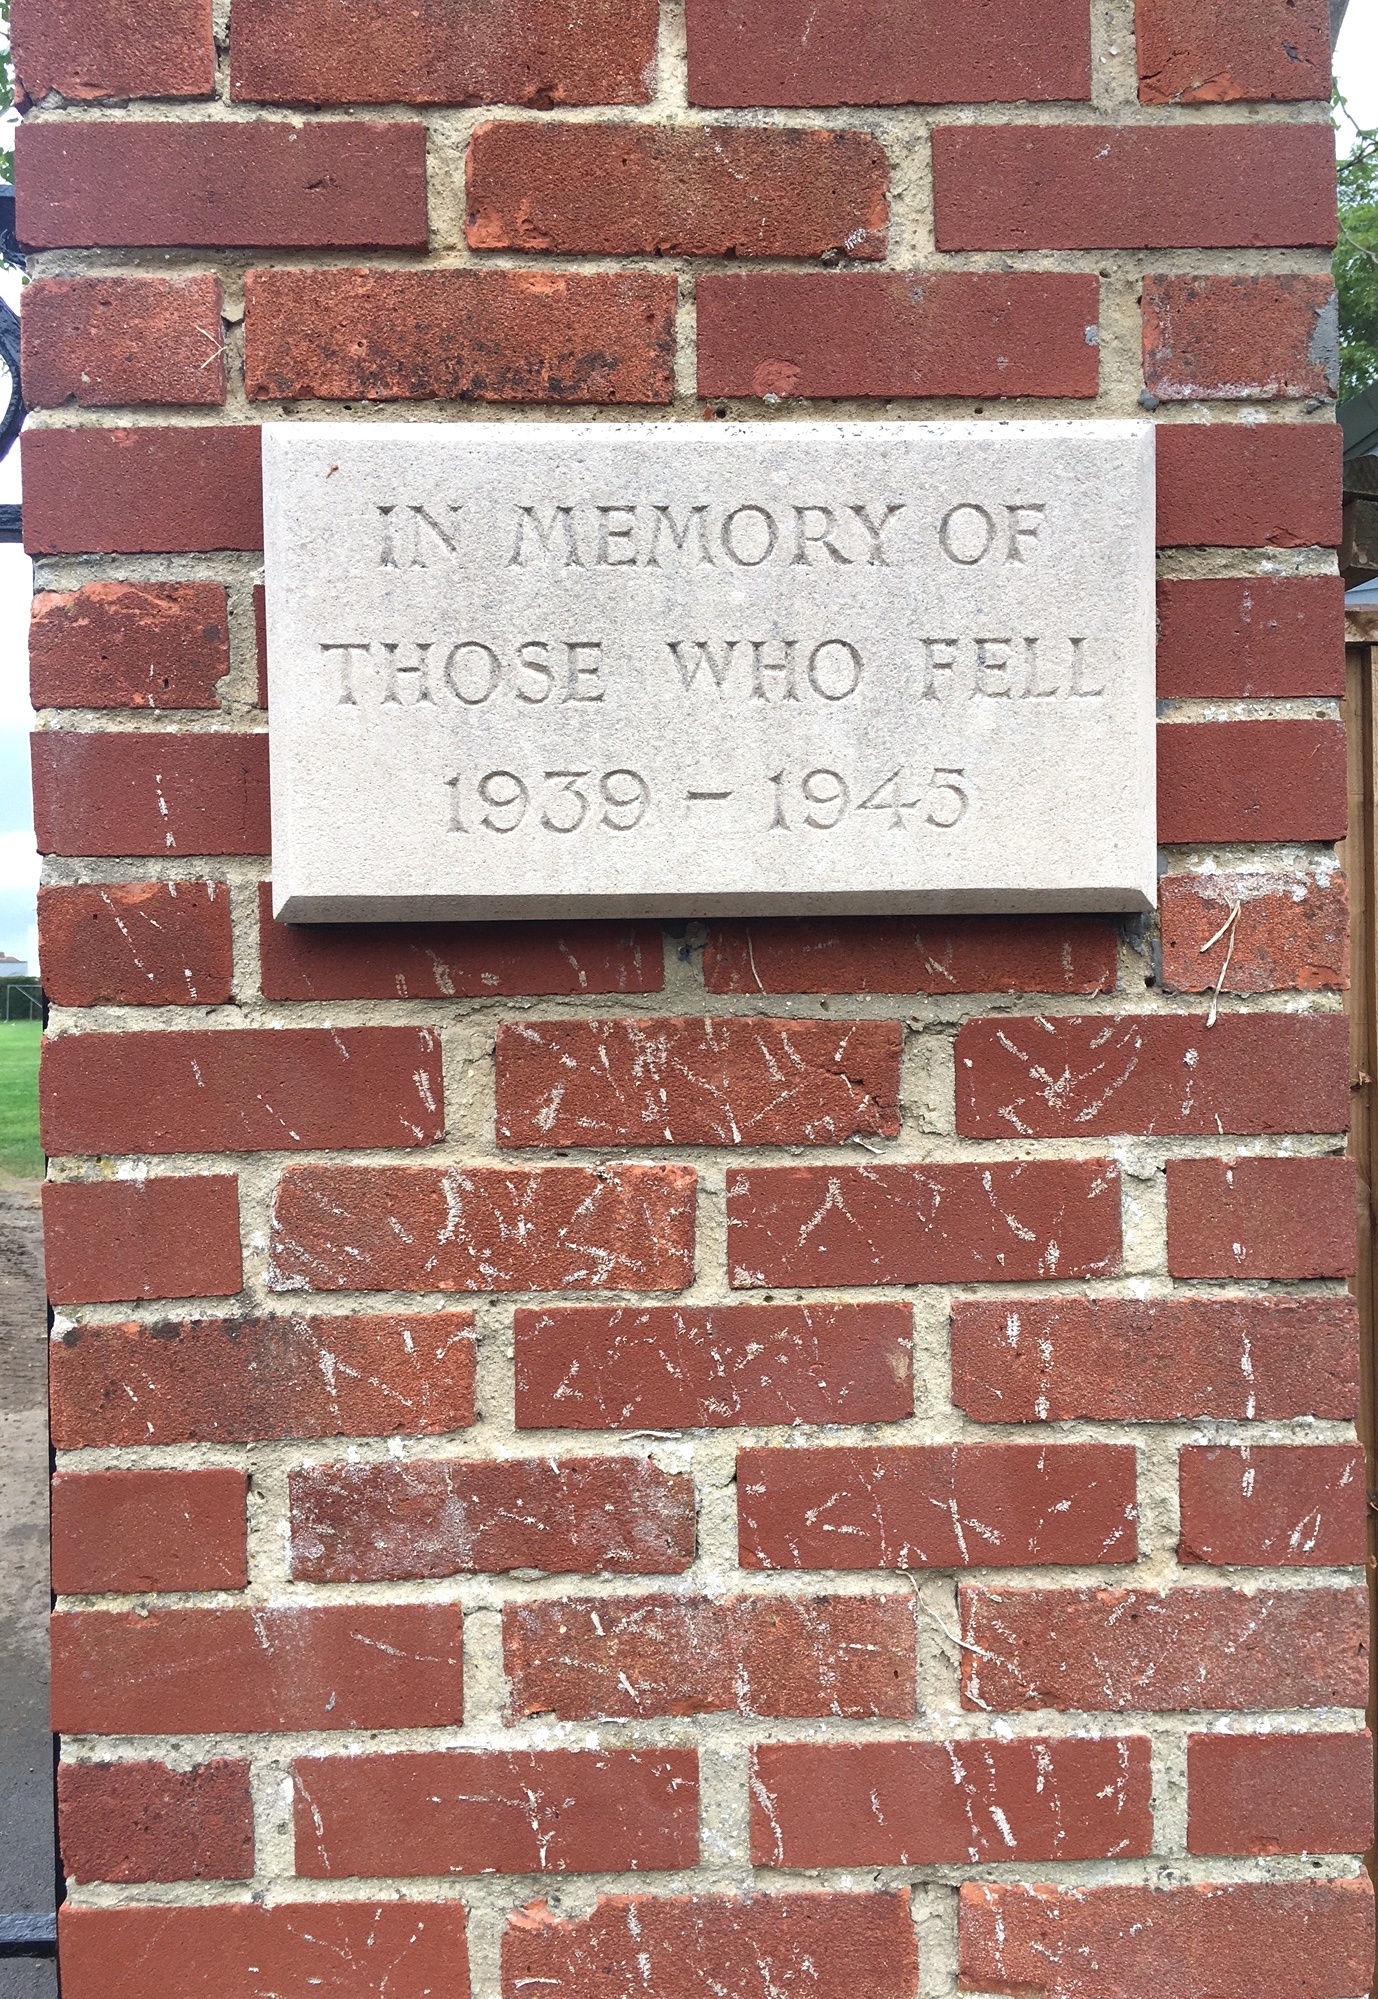 IN MEMORY OF
THOSE WHO FELL
1939 - 1945